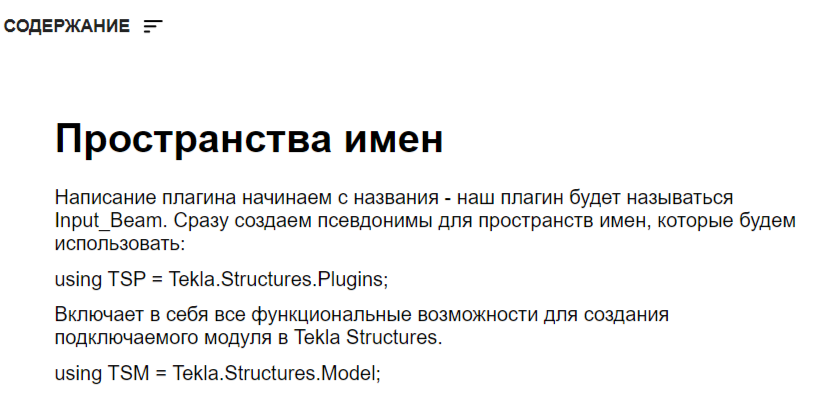 СОДЕРЖАНИЕ
Пространства имен
Написание плагина начинаем с названия - наш плагин будет называться
Input_Beam. Сразу создаем псевдонимы для пространств имен, которые будем
использовать:
using TSP = Tekla.Structures.Plugins;
Включает в себя все функциональные возможности для создания
подключаемого модуля в Tekla Structures.
using TSM = Tekla.Structures.Model;